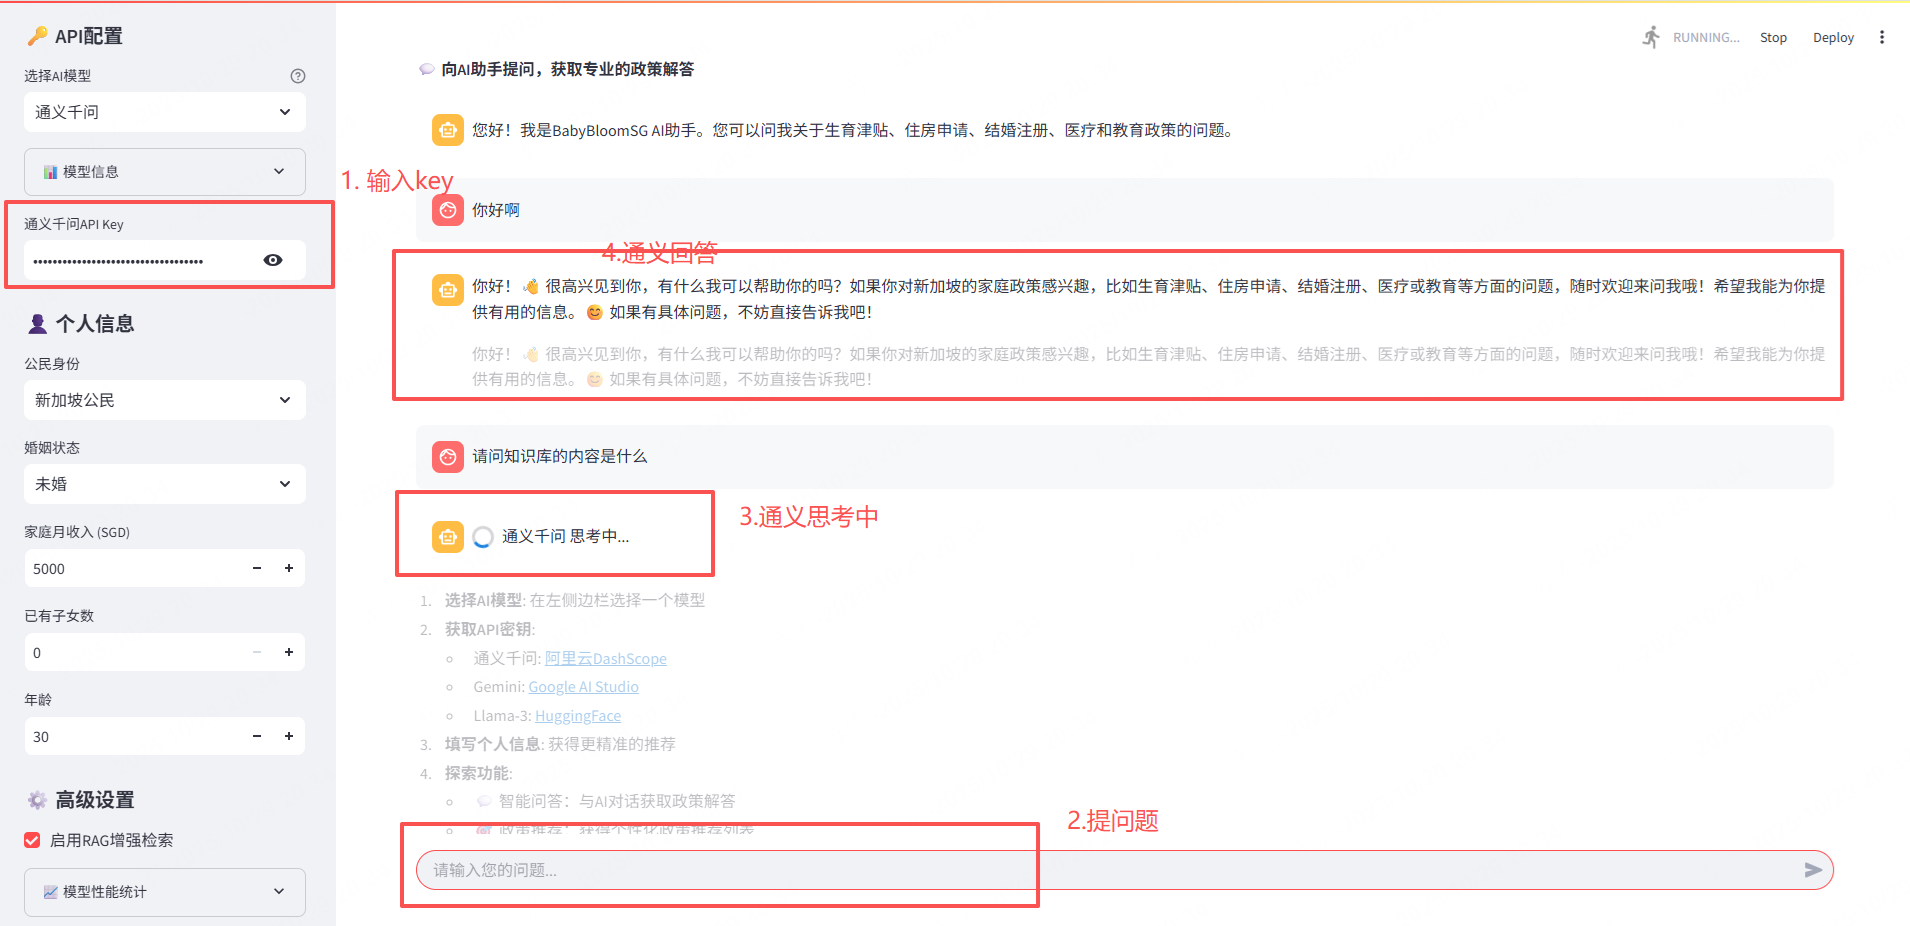 API配置
选择AI模型
通义千问
模型信息
通义千问API Key
••••••••••••••••••••••••••••••••••••
个人信息
公民身份
新加坡公民
婚姻状态
未婚
家庭月收入 (SGD)
5000
已有子女数
0
年龄
30
高级设置
启用RAG增强检索
模型性能统计
RUNNING...
Stop
Deploy
向AI助手提问，获取专业的政策解答
您好！我是BabyBloomSG AI助手。您可以问我关于生育津贴、住房申请、结婚注册、医疗和教育政策的问题。
1. 输入key
你好啊
4.通义回答
你好！👋 很高兴见到你，有什么我可以帮助你的吗？如果你对新加坡的家庭政策感兴趣，比如生育津贴、住房申请、结婚注册、医疗或教育等方面的问题，随时欢迎来问我哦！希望我能为你提
供有用的信息。😊 如果有具体问题，不妨直接告诉我吧！
你好！👋 很高兴见到你，有什么我可以帮助你的吗？如果你对新加坡的家庭政策感兴趣，比如生育津贴、住房申请、结婚注册、医疗或教育等方面的问题，随时欢迎来问我哦！希望我能为你提
供有用的信息。😊 如果有具体问题，不妨直接告诉我吧！
请问知识库的内容是什么
3.通义思考中
通义千问 思考中...
1. 选择AI模型: 在左侧边栏选择一个模型
2. 获取API密钥:
通义千问: 阿里云DashScope
Gemini: Google AI Studio
Llama-3: HuggingFace
3. 填写个人信息: 获得更精准的推荐
4. 探索功能:
智能问答：与AI对话获取政策解答
政策推荐：获得个性化政策推荐列表
2.提问题
请输入您的问题...